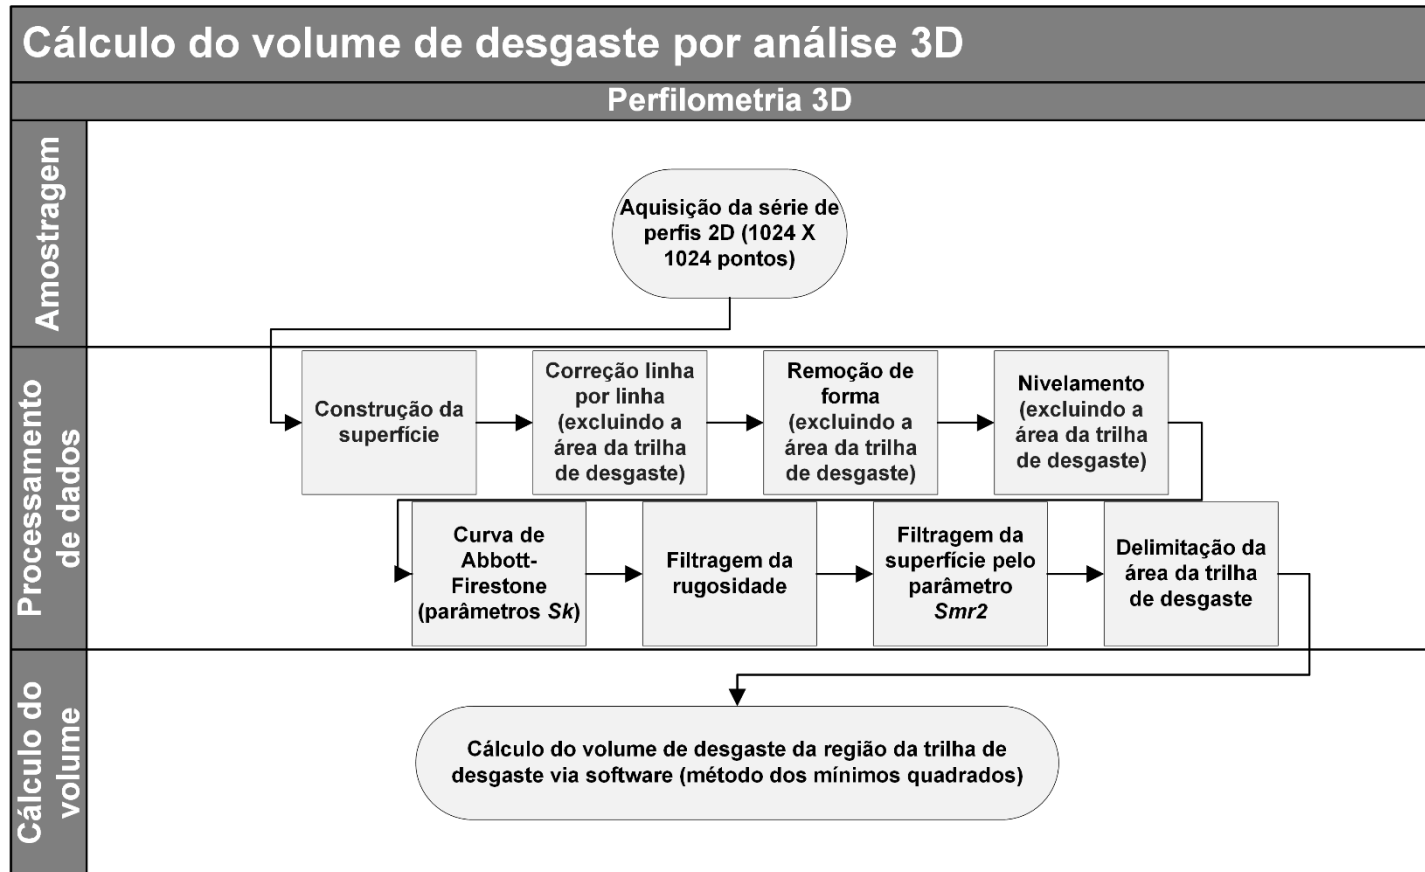 Cálculo do volume de desgaste por análise 3D
Perfilometria 3D
Amostragem
Aquisição da série de
perfis 2D (1024 X
1024 pontos)
Processamento
de dados
Construção da
superfície
Correção linha
por linha
(excluindo a
área da trilha
de desgaste)
Remoção de
forma
(excluindo a
área da trilha
de desgaste)
Nivelamento
(excluindo a
área da trilha
de desgaste)
Curva de
Abbott-
Firestone
(parâmetros Sk)
Filtragem da
rugosidade
Filtragem da
superfície pelo
parâmetro
Smr2
Delimitação da
área da trilha
de desgaste
Cálculo do
volume
Cálculo do volume de desgaste da região da trilha de
desgaste via software (método dos mínimos quadrados)